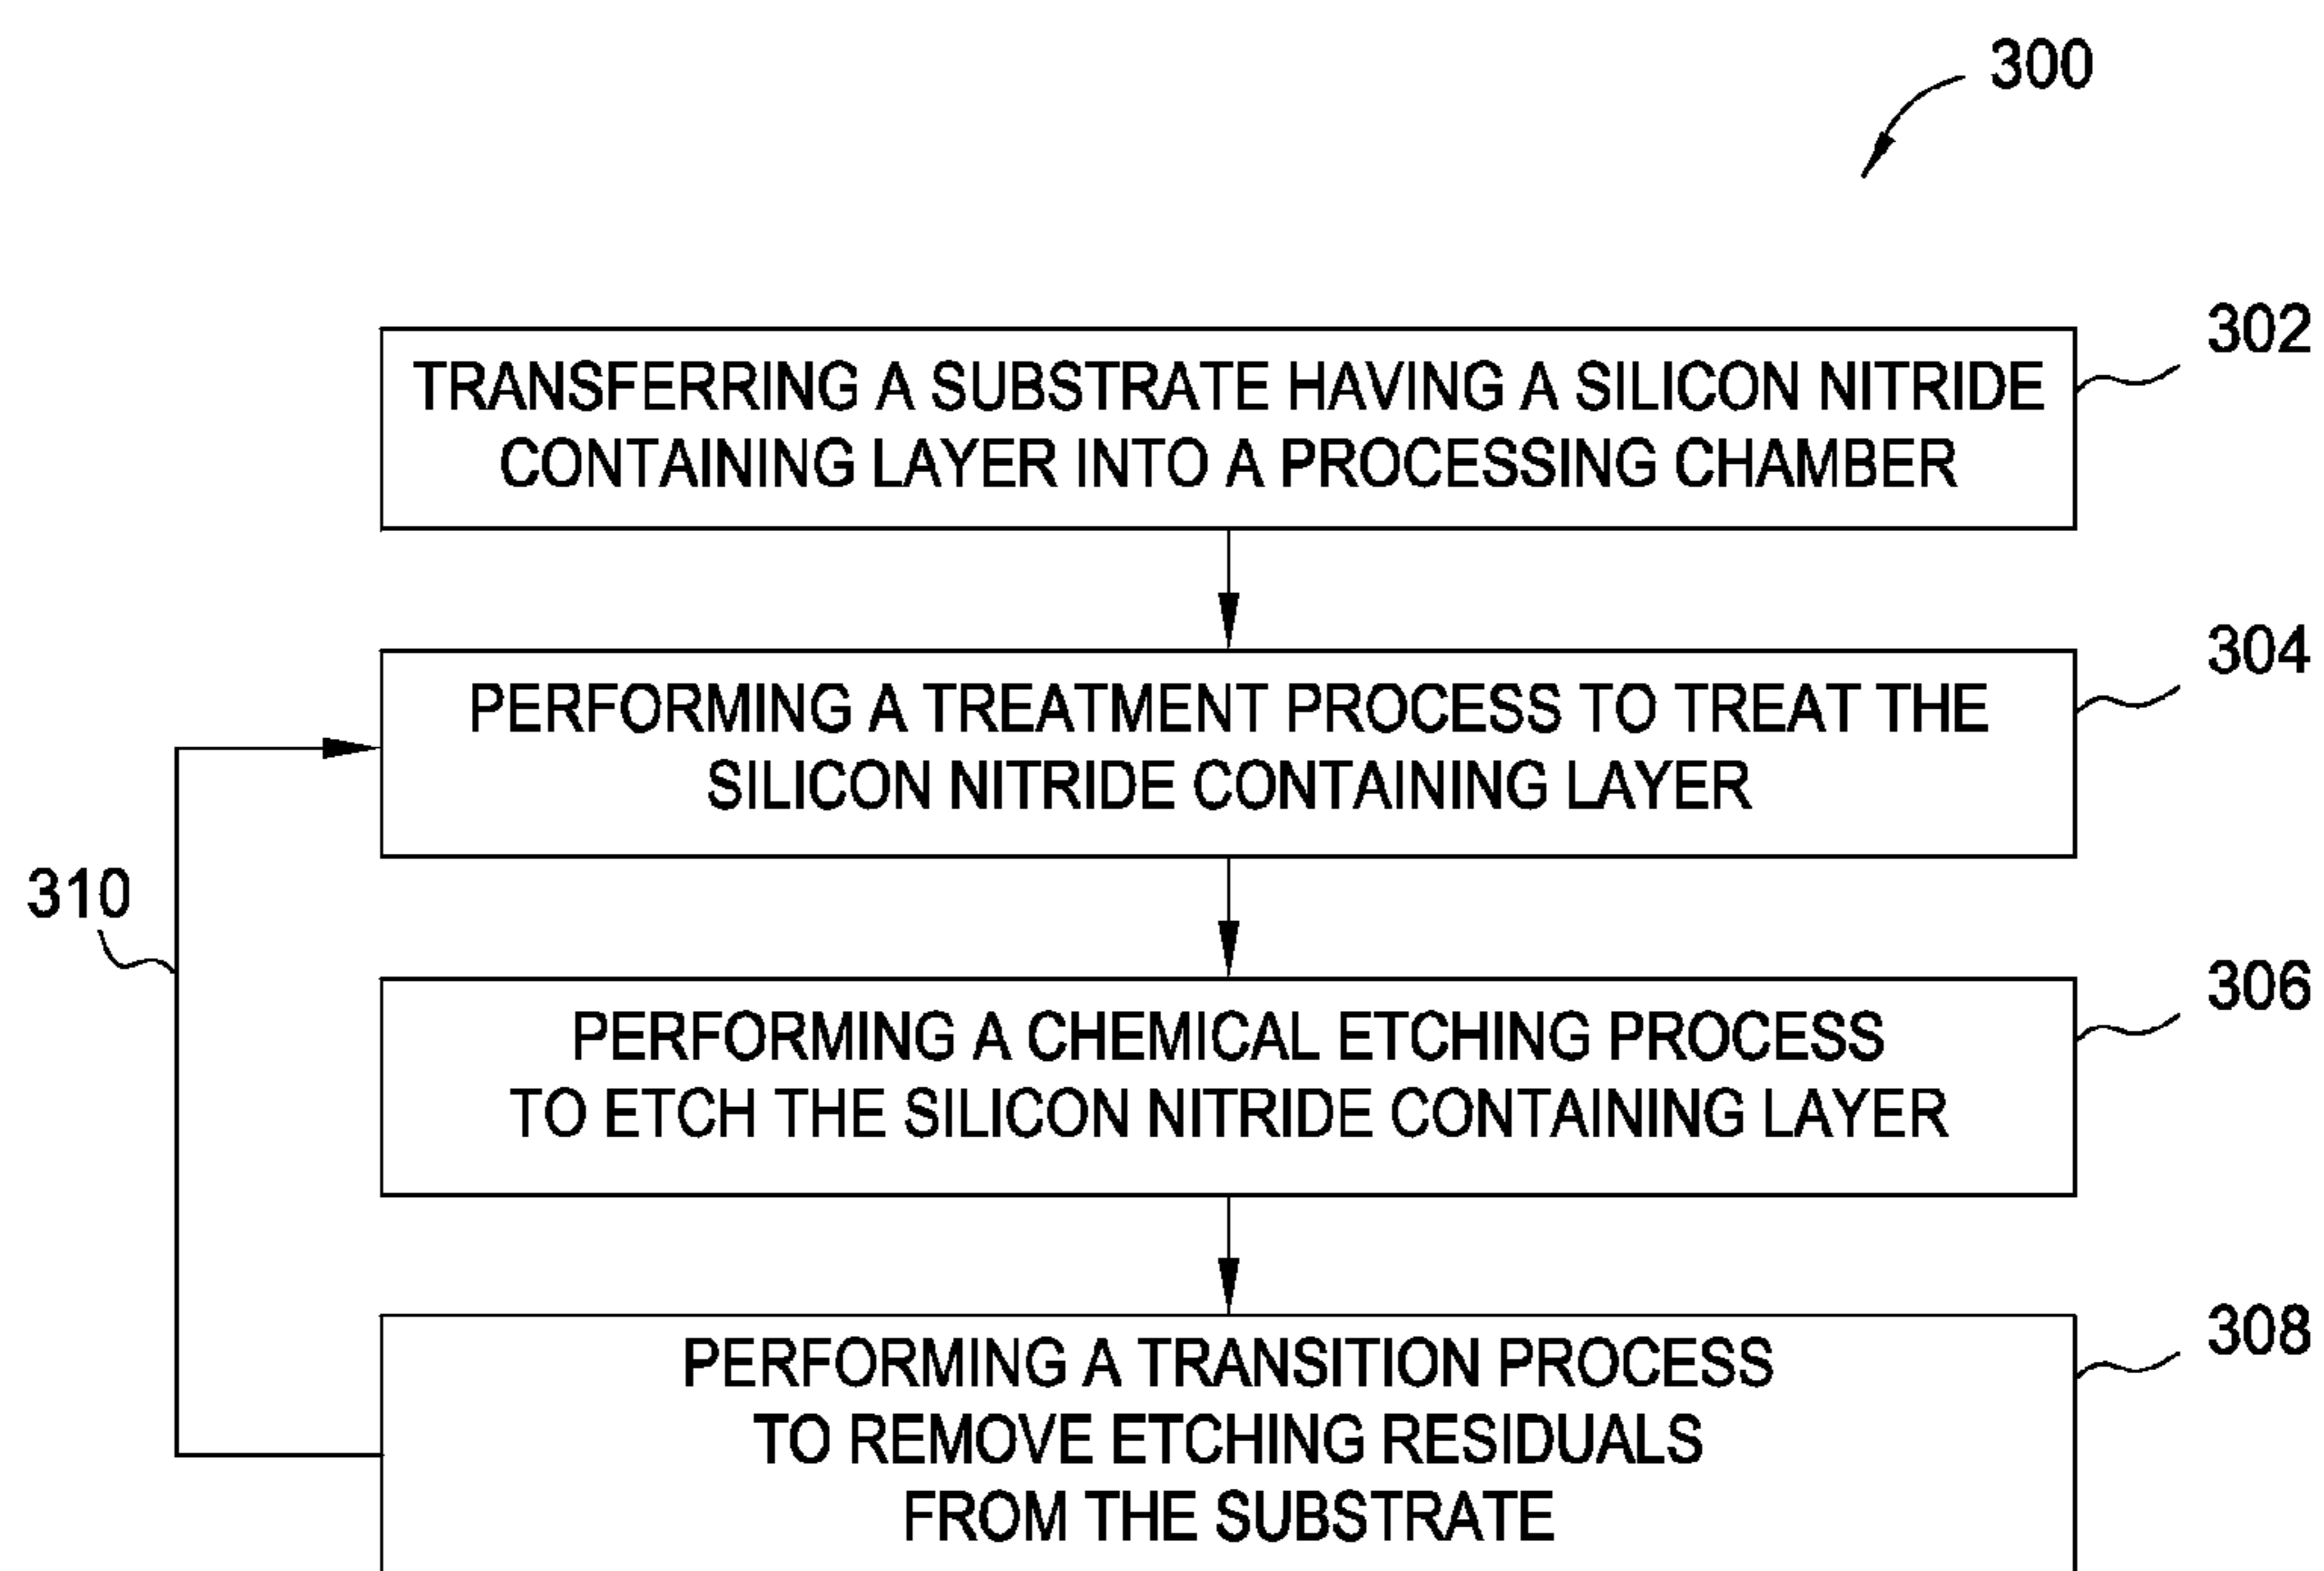 300
302
TRANSFERRING A SUBSTRATE HAVING A SILICON NITRIDE
CONTAINING LAYER INTO A PROCESSING CHAMBER
304
PERFORMING A TREATMENT PROCESS TO TREAT THE
SILICON NITRIDE CONTAINING LAYER
310
306
PERFORMING A CHEMICAL ETCHING PROCESS
TO ETCH THE SILICON NITRIDE CONTAINING LAYER
308
PERFORMING A TRANSITION PROCESS
TO REMOVE ETCHING RESIDUALS
FROM THE SUBSTRATE